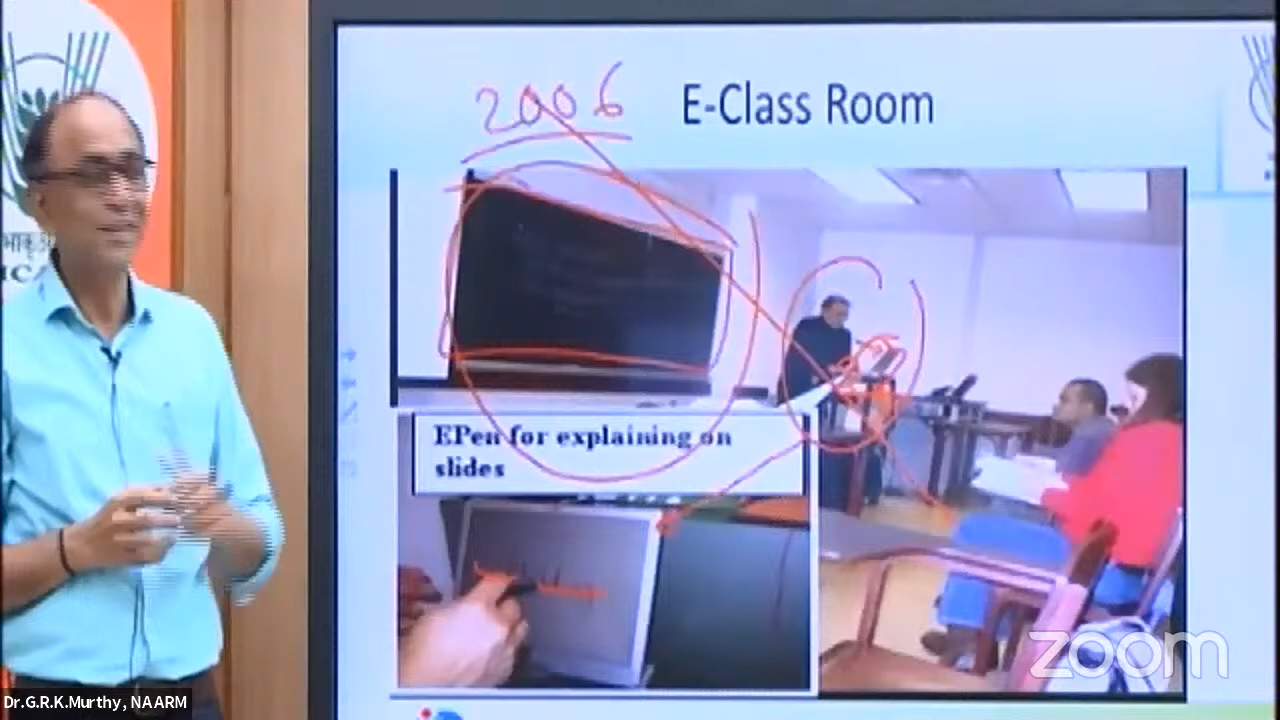 2006
E-Class Room
EPen for explaining on
slides
zoom
Dr.G.R.K.Murthy, NAARM